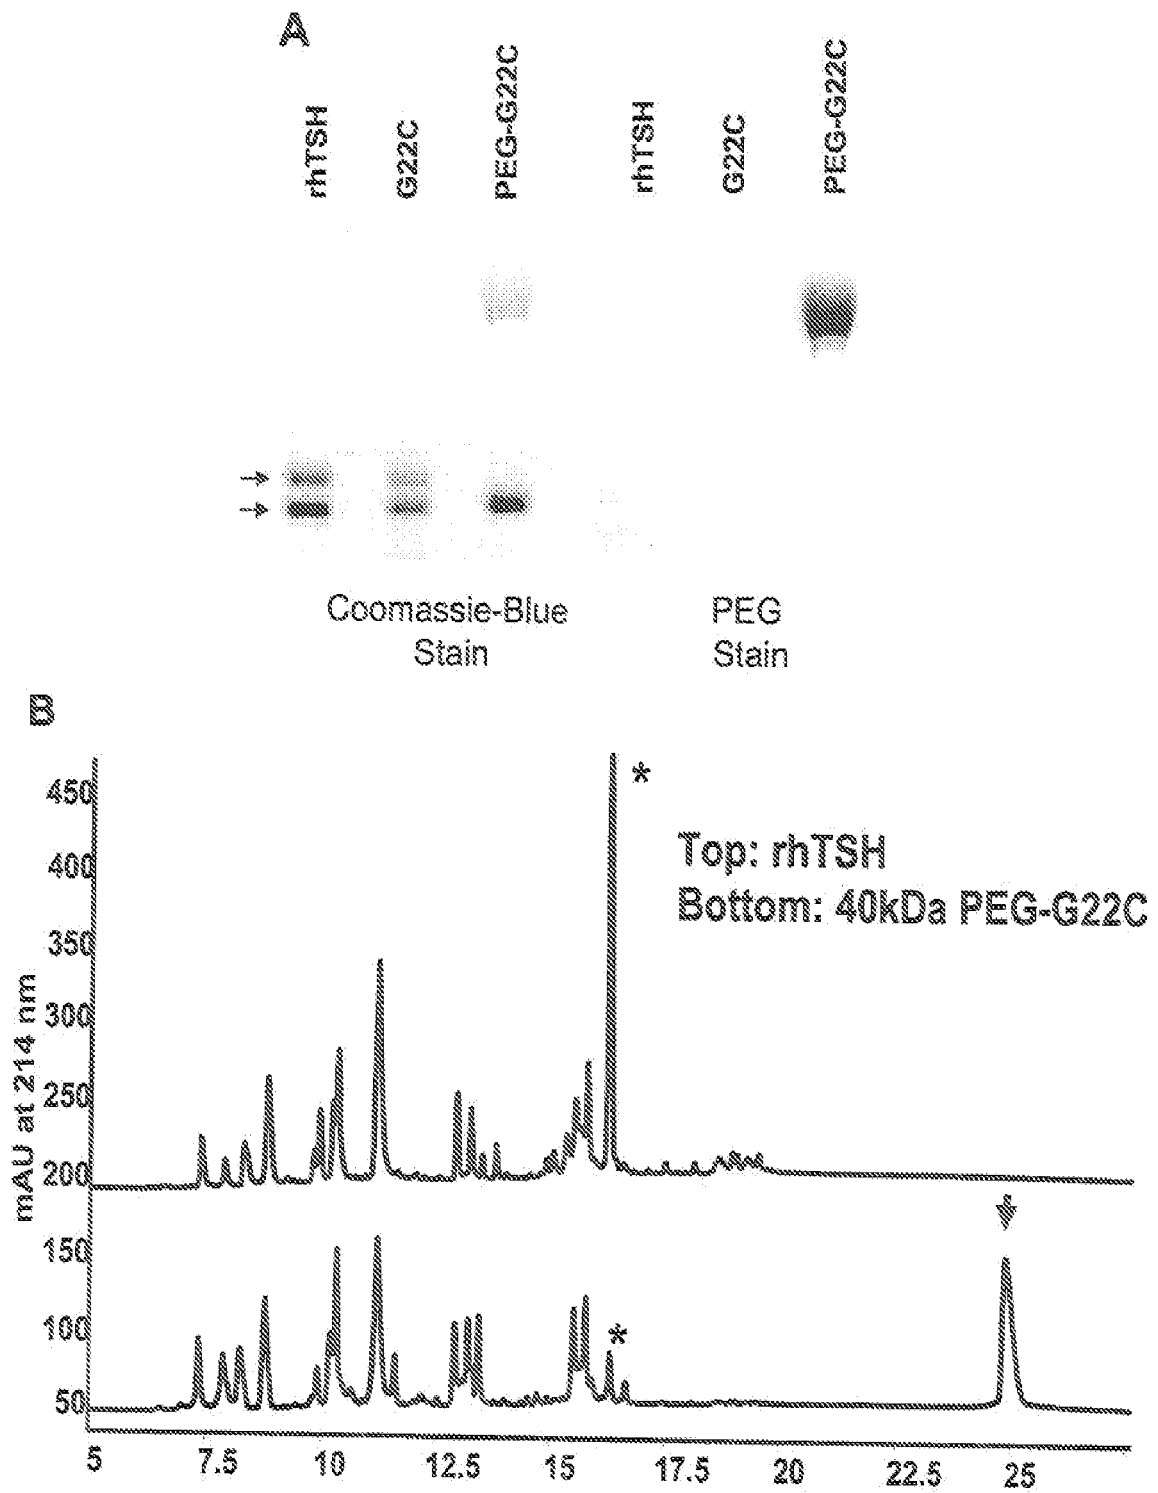 A
rhTSH
G22C
PEG-G22C
rhTSH
G22C
PEG-G22C
Coomassie-Blue
Stain
PEG
Stain
B
*
Top: rhTSH
Bottom: 40kDa PEG-G22C
mAU at 214 nm
450
400
350
300
250
200
150
100
50
*
5
7.5
10
12.5
15
17.5
20
22.5
25